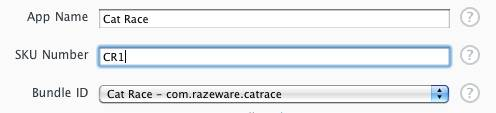 App Name Cat Race ?
SKU Number CR1 ?
Bundle ID Cat Race - com.razeware.catrace ?